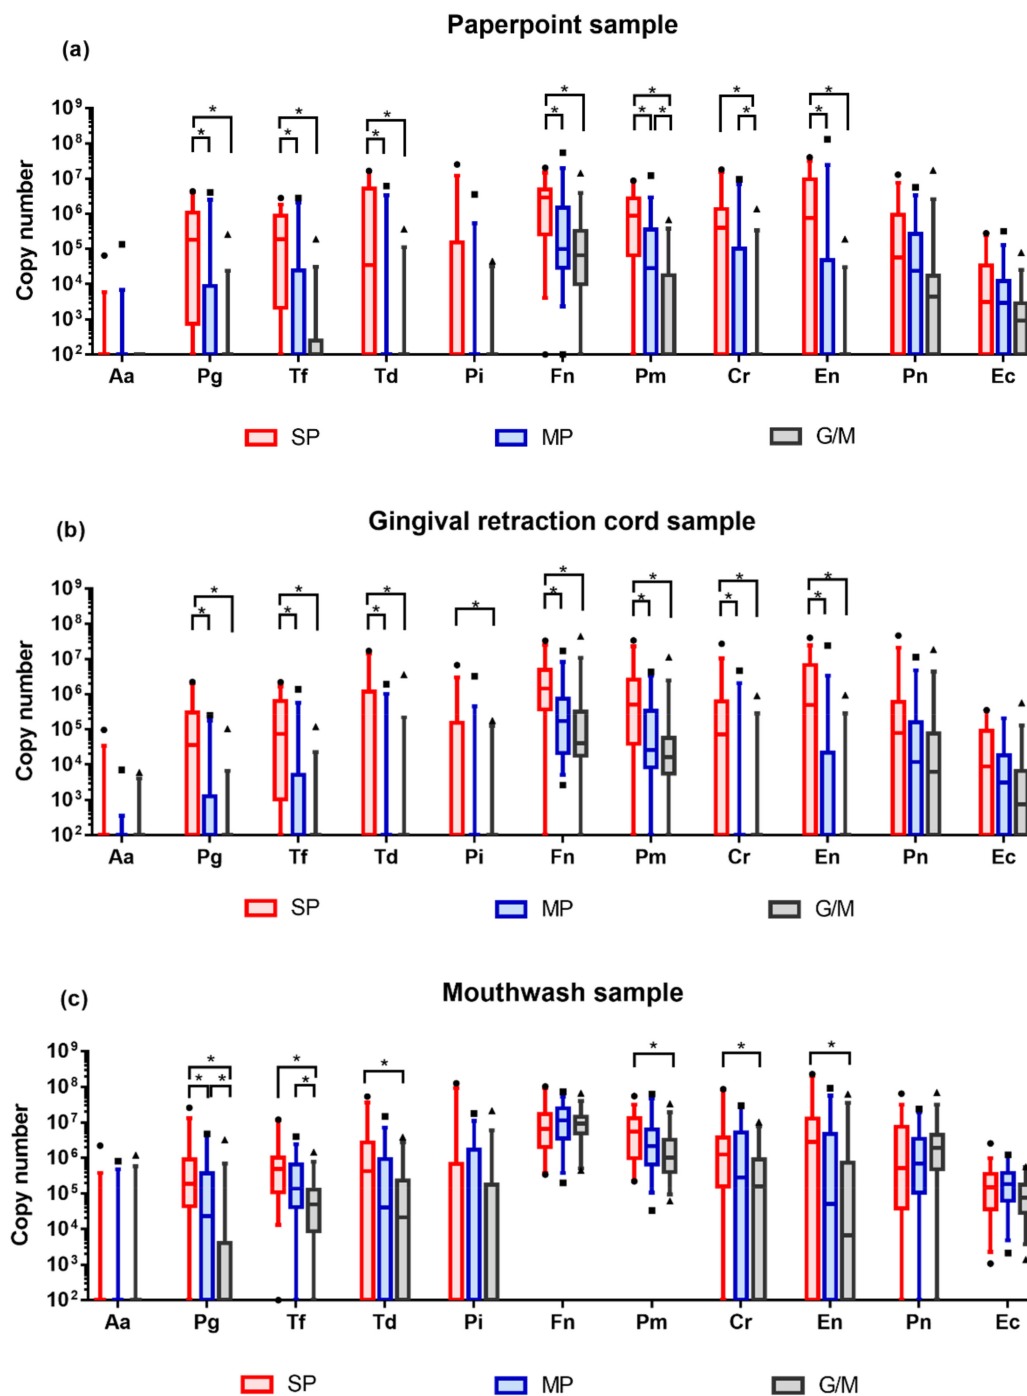 Paperpoint sample
(a)
* * * * * * * *
* * * * * * * * *
Copy number
10⁹
10⁸
10⁷
10⁶
10⁵
10⁴
10³
10²
Aa Pg Tf Td Pi Fn Pm Cr En Pn Ec
SP MP G/M
(b) Gingival retraction cord sample
* * * * * * * * *
* * * * * * *
Copy number
10⁹
10⁸
10⁷
10⁶
10⁵
10⁴
10³
10²
Aa Pg Tf Td Pi Fn Pm Cr En Pn Ec
SP MP G/M
(c) Mouthwash sample
* * * * * *
* * *
Copy number
10⁹
10⁸
10⁷
10⁶
10⁵
10⁴
10³
10²
Aa Pg Tf Td Pi Fn Pm Cr En Pn Ec
SP MP G/M